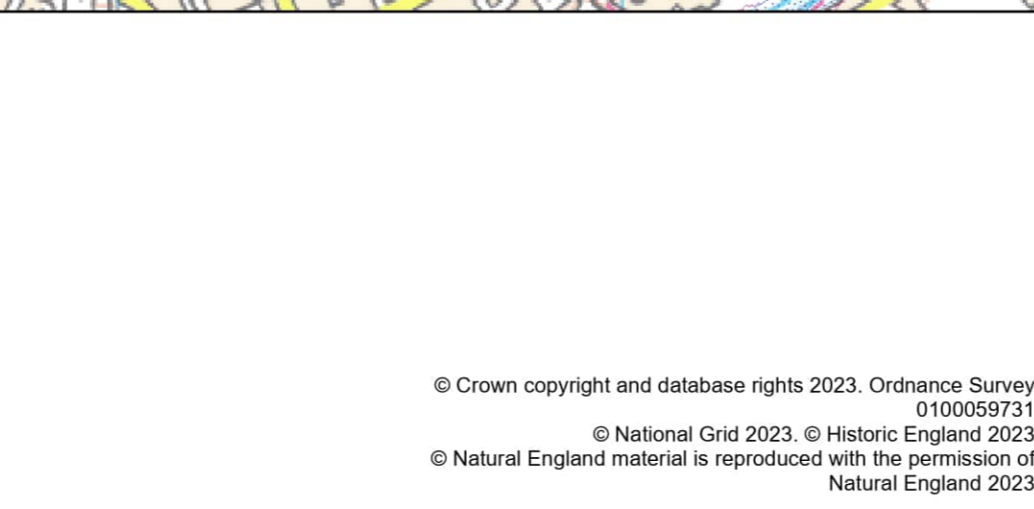 © Crown copyright and database rights 2023. Ordnance Survey
0100059731
© National Grid 2023. © Historic England 2023
© Natural England material is reproduced with the permission of
Natural England 2023